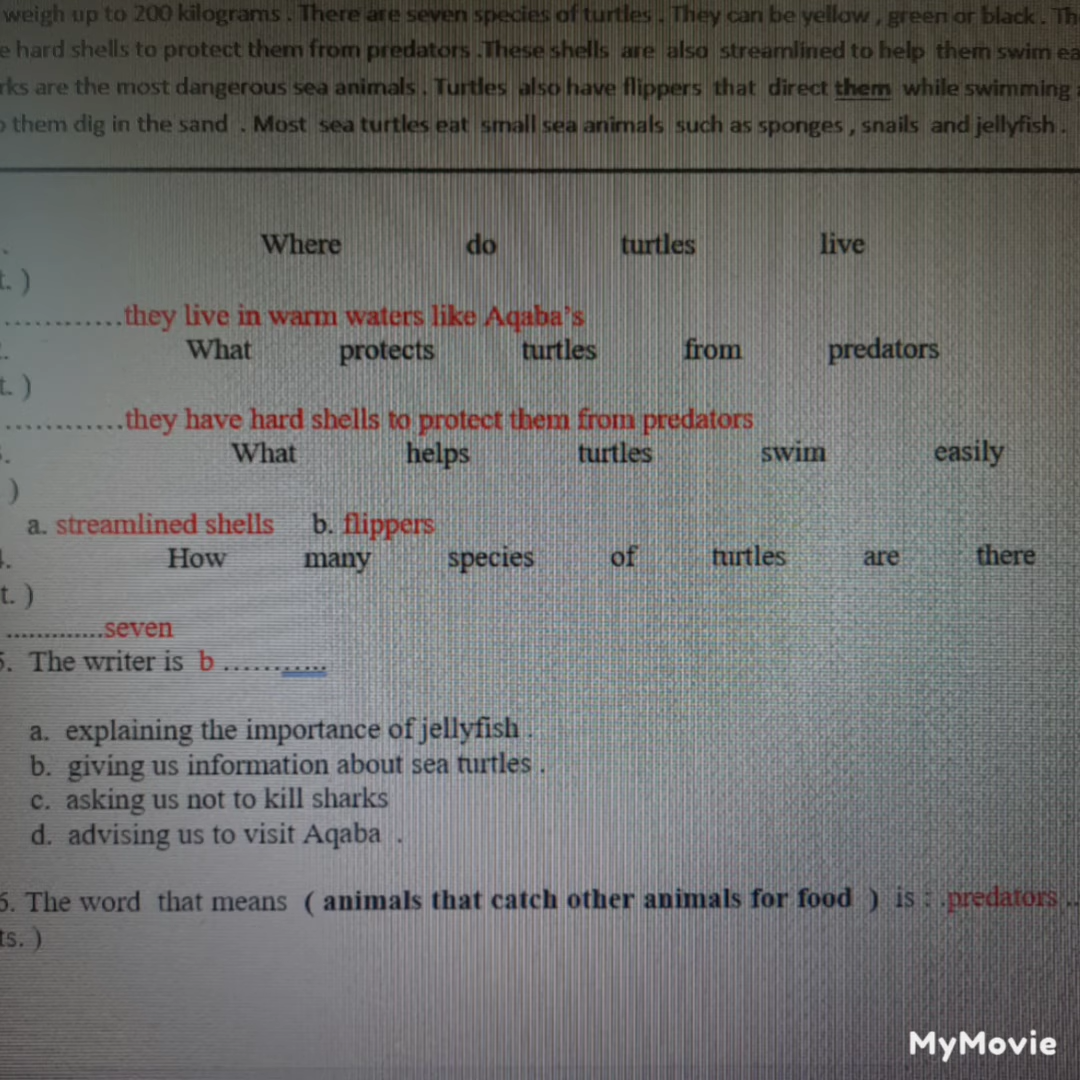 weigh up to 200 kilograms . There are seven species of turtles . They can be yellow , green or black .
hard shells to protect them from predators .These shells are also streamlined to help them swim
are the most dangerous sea animals . Turtles also have flippers that direct them while swimming
them dig in the sand . Most sea turtles eat small sea animals such as sponges , snails and jellyfish .
Where do turtles live
t. )
............they live in warm waters like Aqaba's
What protects turtles from predators
t. )
............they have hard shells to protect them from predators
What helps turtles swim easily
)
a. streamlined shells b. flippers
How many species of turtles are there
t. )
.............seven
5. The writer is b ............
a. explaining the importance of jellyfish .
b. giving us information about sea turtles .
c. asking us not to kill sharks
d. advising us to visit Aqaba .
6. The word that means ( animals that catch other animals for food ) is : .predators ..
ts. )
MyMovie